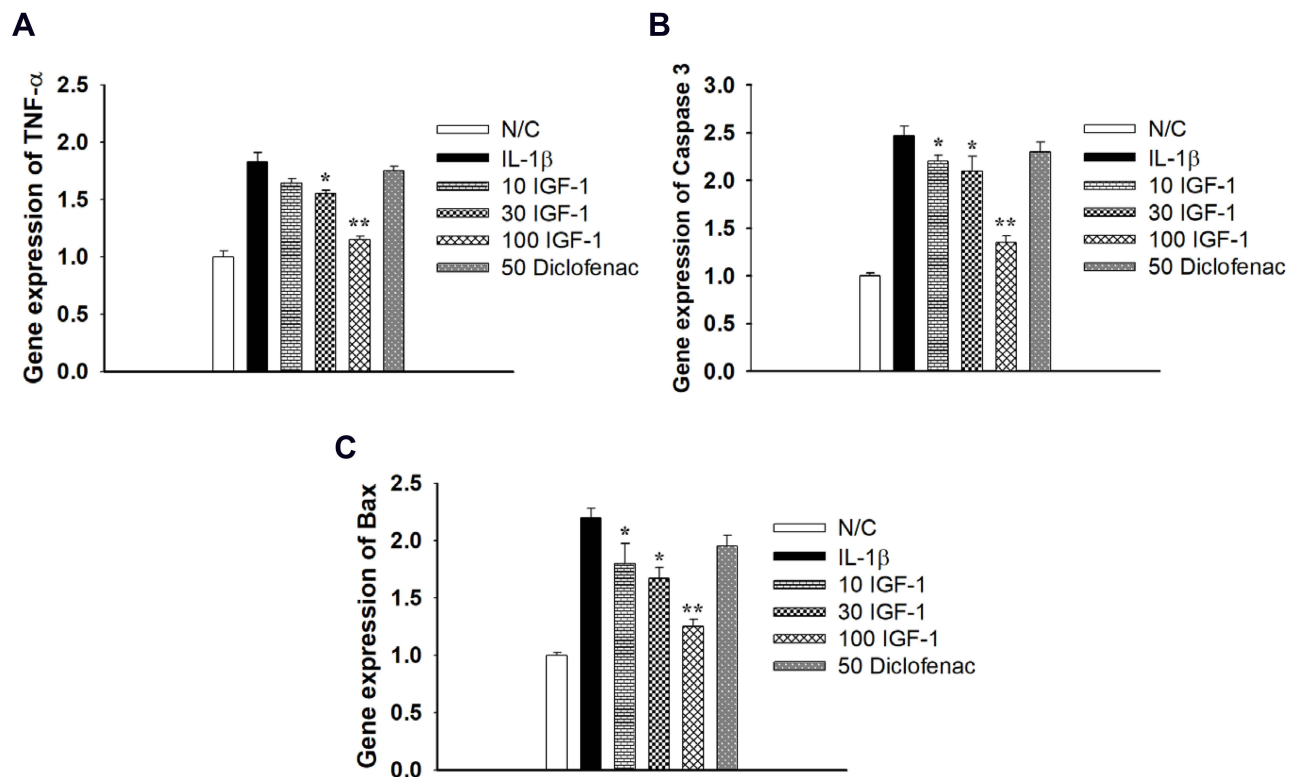 A
Gene expression of TNF-α
2.5
2.0
1.5
1.0
0.5
0.0
*
**
N/C
IL-1β
10 IGF-1
30 IGF-1
100 IGF-1
50 Diclofenac
B
Gene expression of Caspase 3
3.0
2.5
2.0
1.5
1.0
0.5
0.0
*
*
**
N/C
IL-1β
10 IGF-1
30 IGF-1
100 IGF-1
50 Diclofenac
C
Gene expression of Bax
2.5
2.0
1.5
1.0
0.5
0.0
*
*
**
N/C
IL-1β
10 IGF-1
30 IGF-1
100 IGF-1
50 Diclofenac